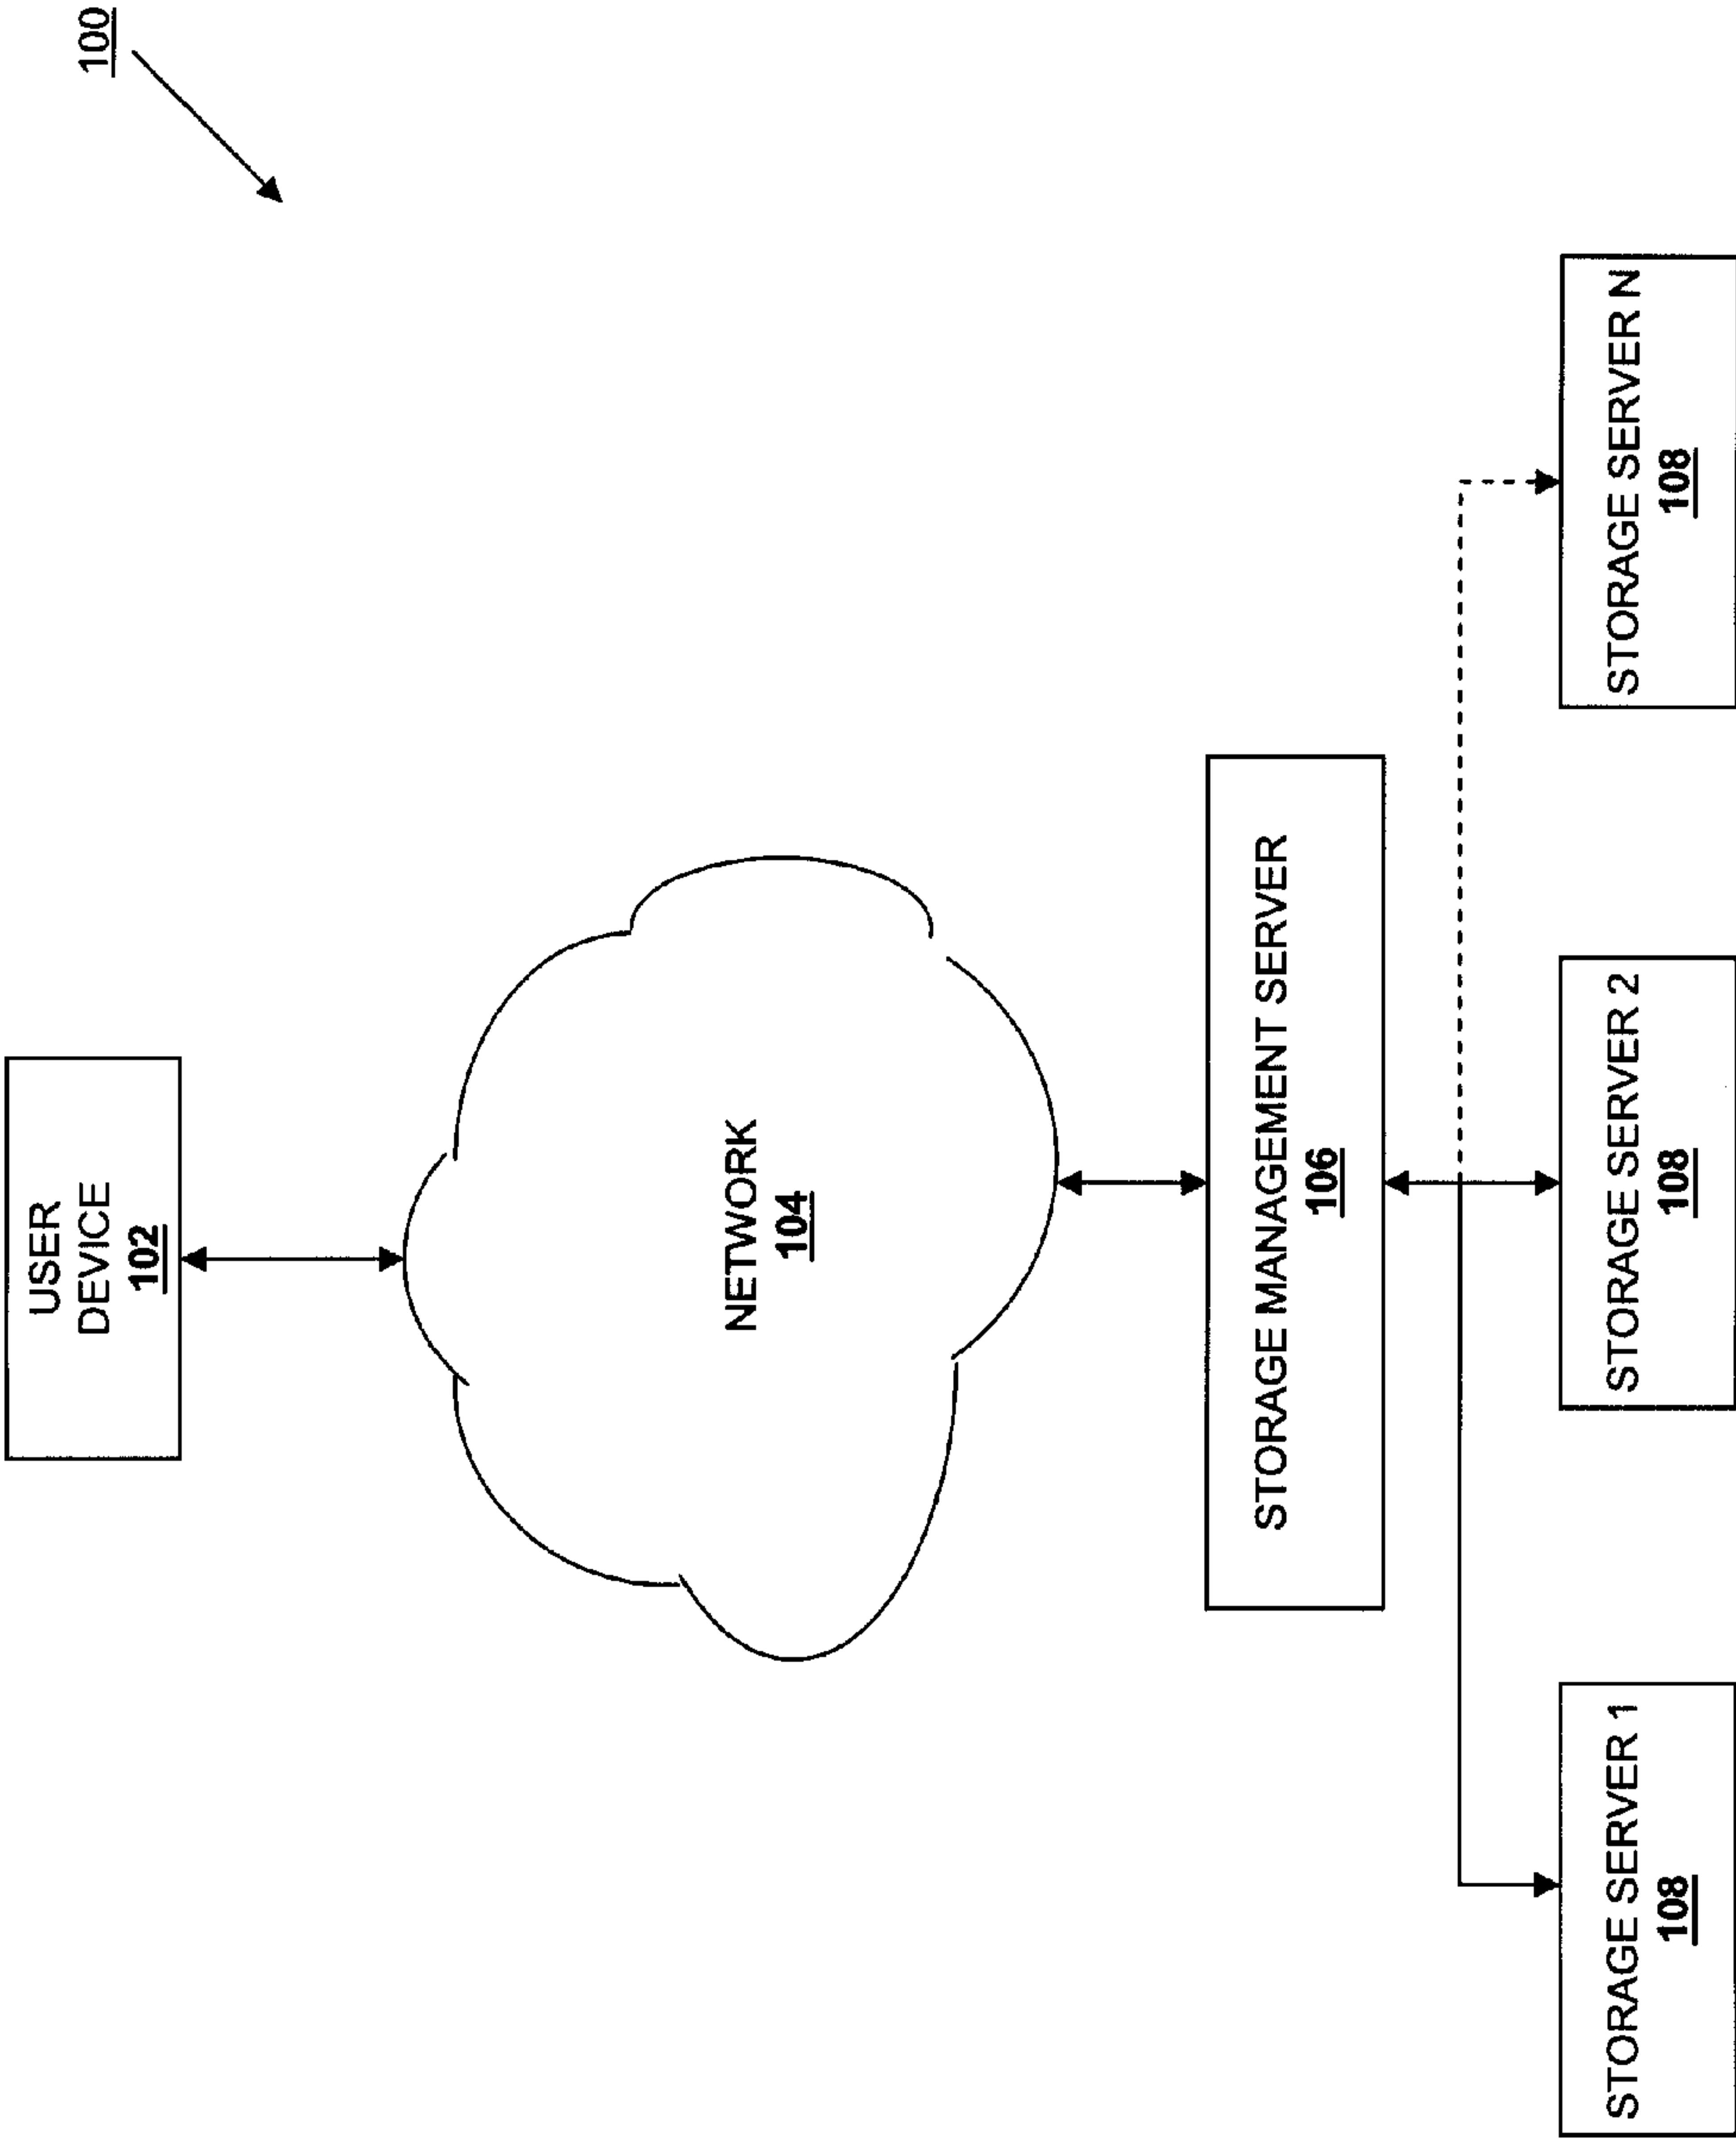 100
USER
DEVICE
102
NETWORK
104
STORAGE MANAGEMENT SERVER
106
STORAGE SERVER 1
108
STORAGE SERVER 2
108
STORAGE SERVER N
108